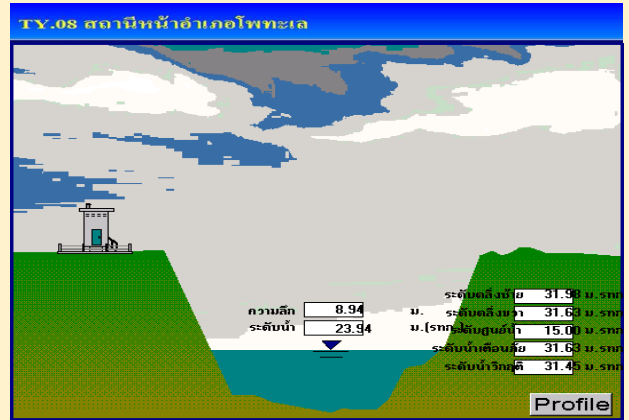 TY.08 สถานีหน้าอำเภอโพทะเล
ระดับตลิ่งซ้าย 31.98 ม.รทก
ความลึก 8.94 ม. ระดับตลิ่งขวา 31.63 ม.รทก
ระดับน้ำ 23.94 ม.(รทก. ระดับศูนย์น้ำ 15.00 ม.รทก
ระดับน้ำเตือนภัย 31.63 ม.รทก
ระดับน้ำวิกฤติ 31.45 ม.รทก
Profile